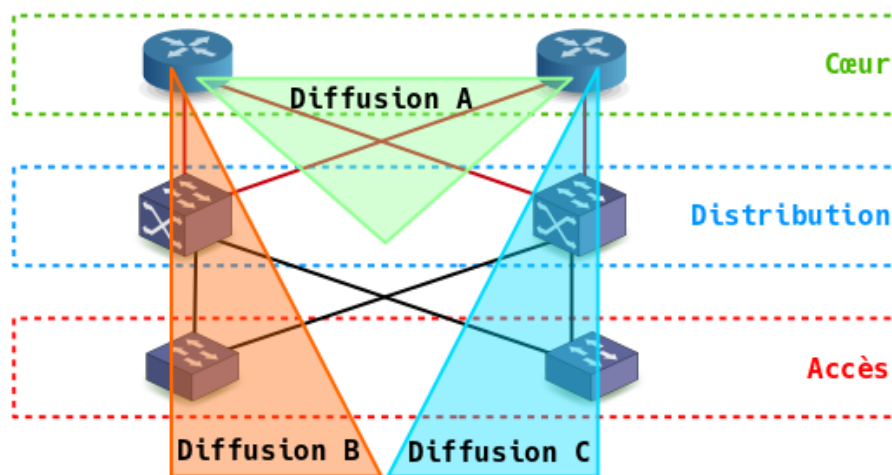 Cœur
Diffusion A
Distribution
Accès
Diffusion B
Diffusion C